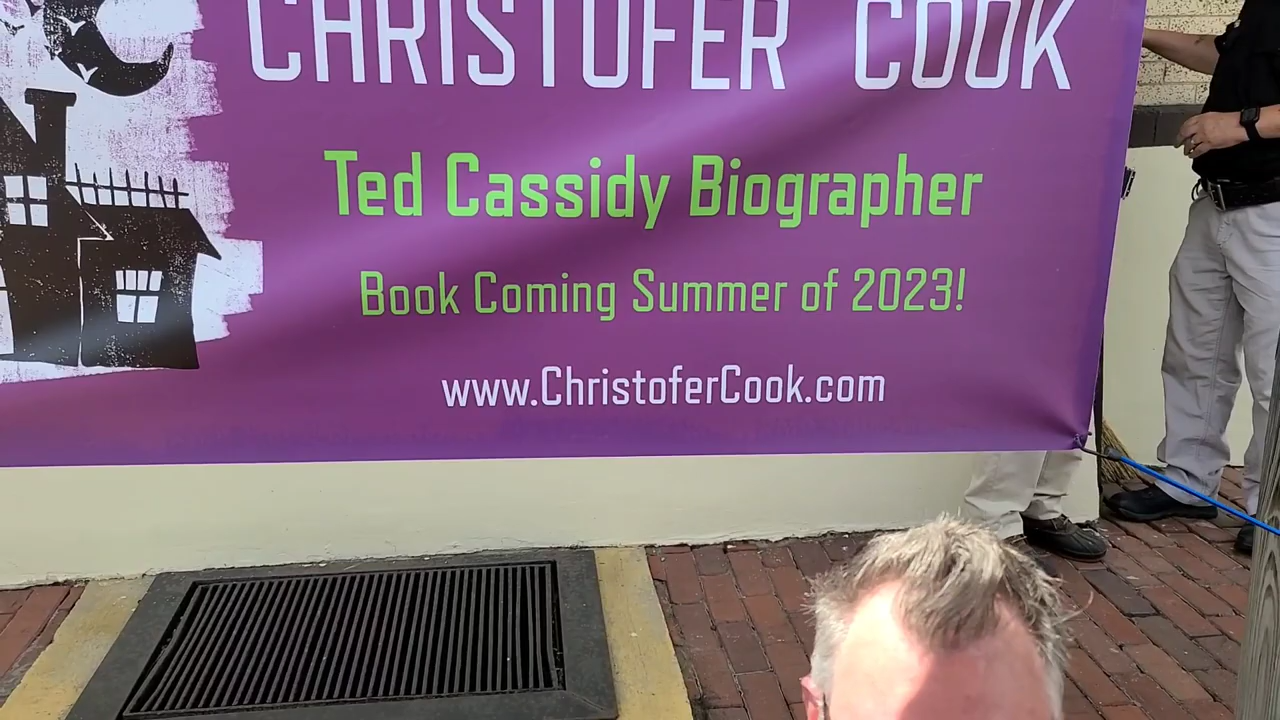 CHRISTOFER COOK
Ted Cassidy Biographer
Book Coming Summer of 2023!
www.ChristoferCook.com